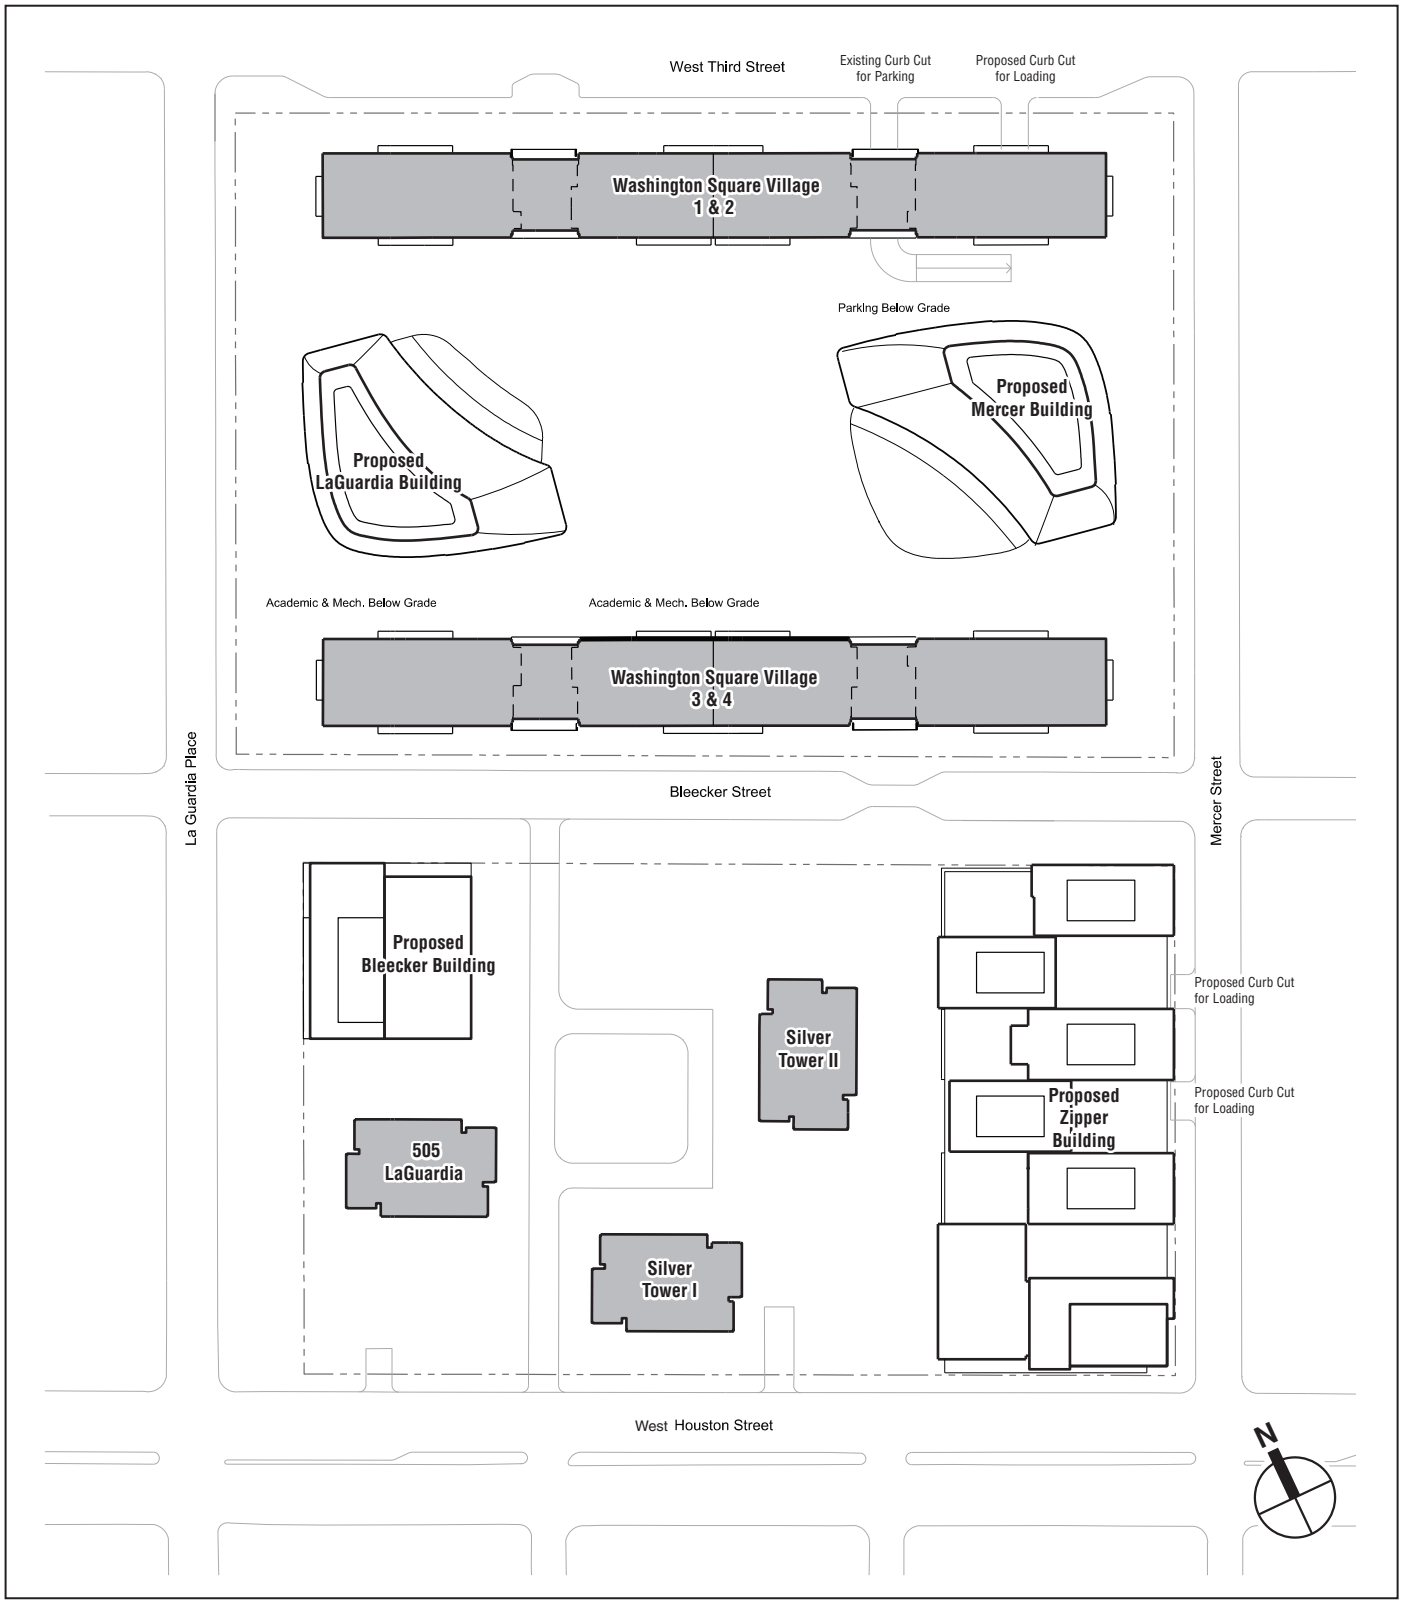 West Third Street
Existing Curb Cut
for Parking
Proposed Curb Cut
for Loading
Washington Square Village
1 & 2
Parking Below Grade
Proposed
Mercer Building
Proposed
LaGuardia Building
Academic & Mech. Below Grade
Academic & Mech. Below Grade
Washington Square Village
3 & 4
La Guardia Place
Mercer Street
Bleecker Street
Proposed
Bleecker Building
Proposed Curb Cut
for Loading
Silver
Tower II
Proposed Curb Cut
for Loading
Proposed
Zipper
Building
505
LaGuardia
Silver
Tower I
West Houston Street
N